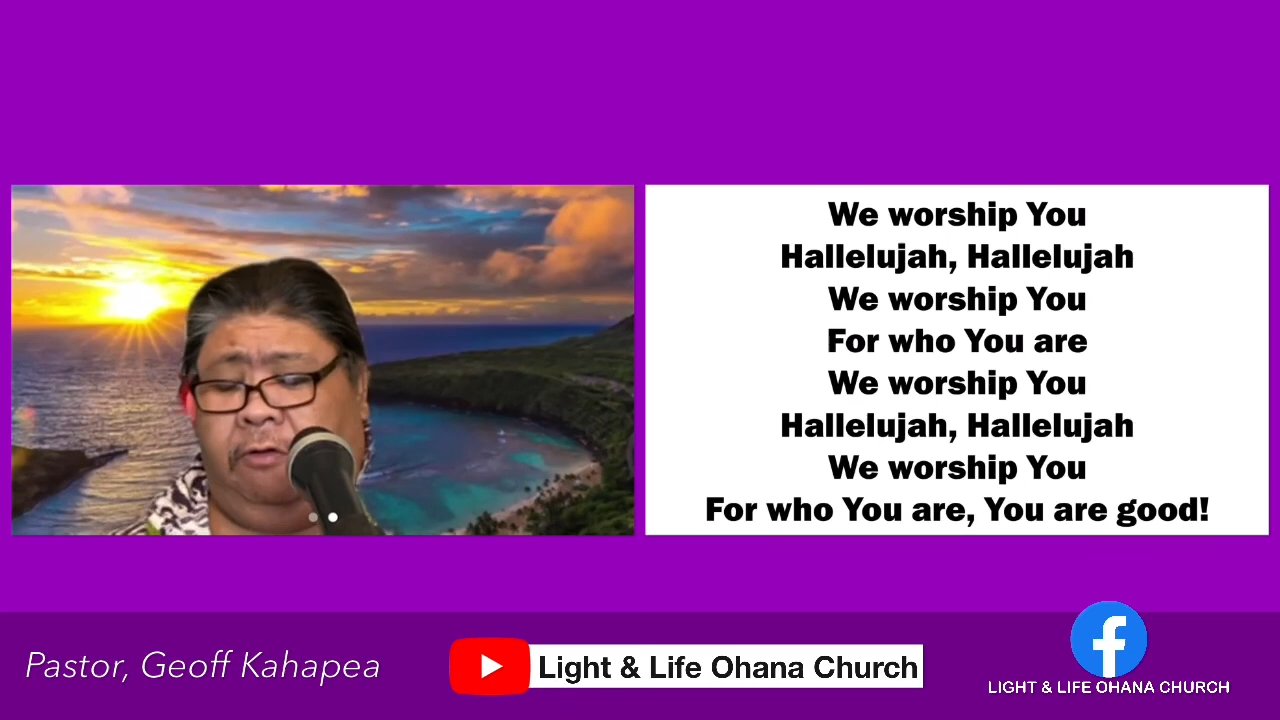 We worship You
Hallelujah, Hallelujah
We worship You
For who You are
We worship You
Hallelujah, Hallelujah
We worship You
For who You are, You are good!
Pastor, Geoff Kahapea
Light & Life Ohana Church
LIGHT & LIFE OHANA CHURCH